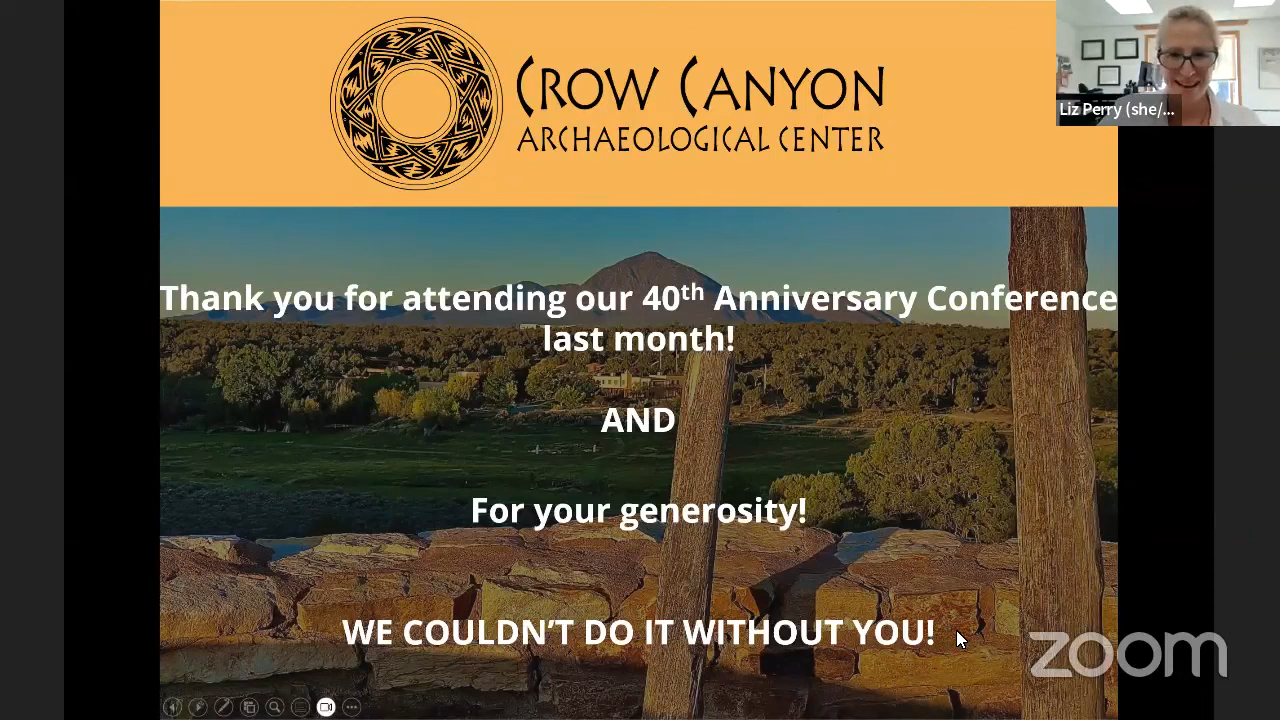 CROW CANYON
ARCHAEOLOGICAL CENTER
Liz Perry (she/...
Thank you for attending our 40th Anniversary Conference
last month!
AND
For your generosity!
WE COULDN'T DO IT WITHOUT YOU!
zoom